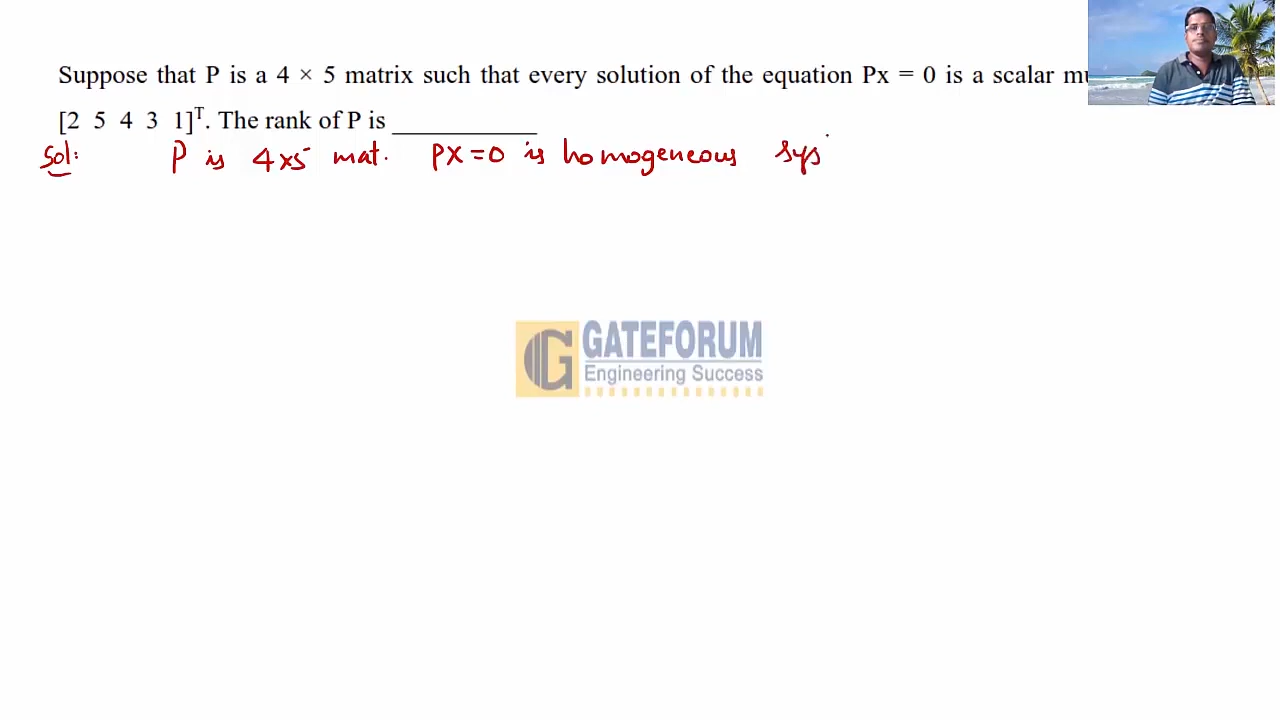 Suppose that P is a 4 × 5 matrix such that every solution of the equation Px = 0 is a scalar
[2 5 4 3 1]ᵀ. The rank of P is ____________
Sol: P is 4x5 mat. PX=0 is homogeneous sys
GATEFORUM
Engineering Success